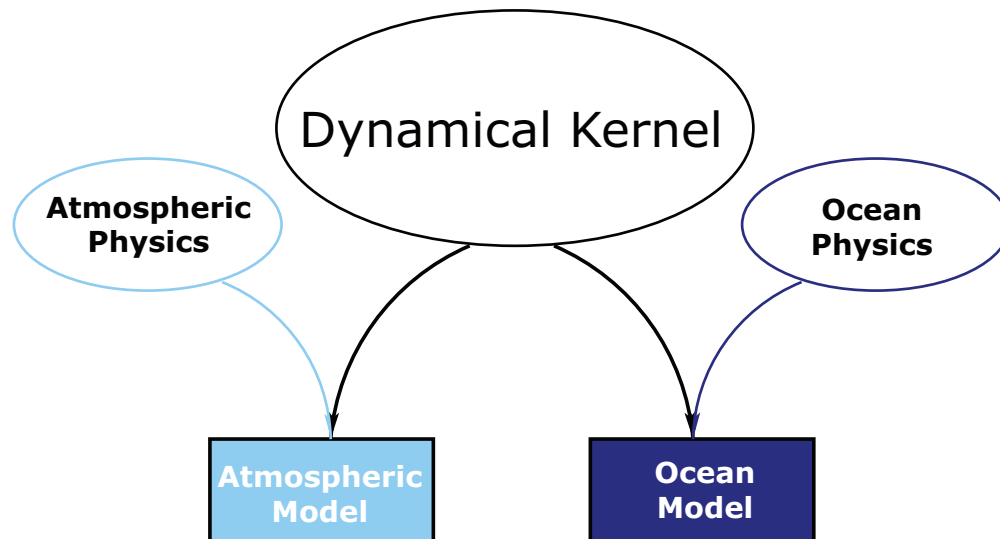 Dynamical Kernel
Atmospheric
Physics
Ocean
Physics
Atmospheric
Model
Ocean
Model